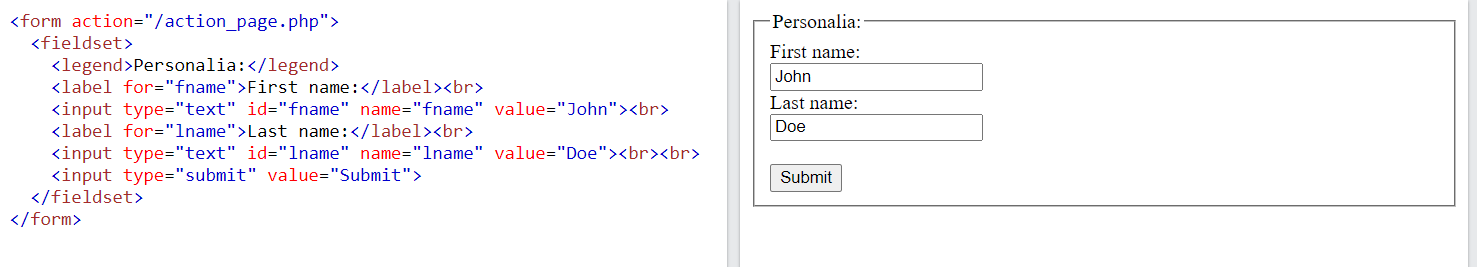 <form action="/action_page.php">
  <fieldset>
    <legend>Personalia:</legend>
    <label for="fname">First name:</label><br>
    <input type="text" id="fname" name="fname" value="John"><br>
    <label for="lname">Last name:</label><br>
    <input type="text" id="lname" name="lname" value="Doe"><br><br>
    <input type="submit" value="Submit">
  </fieldset>
</form>
Personalia:
First name:
John
Last name:
Doe
Submit